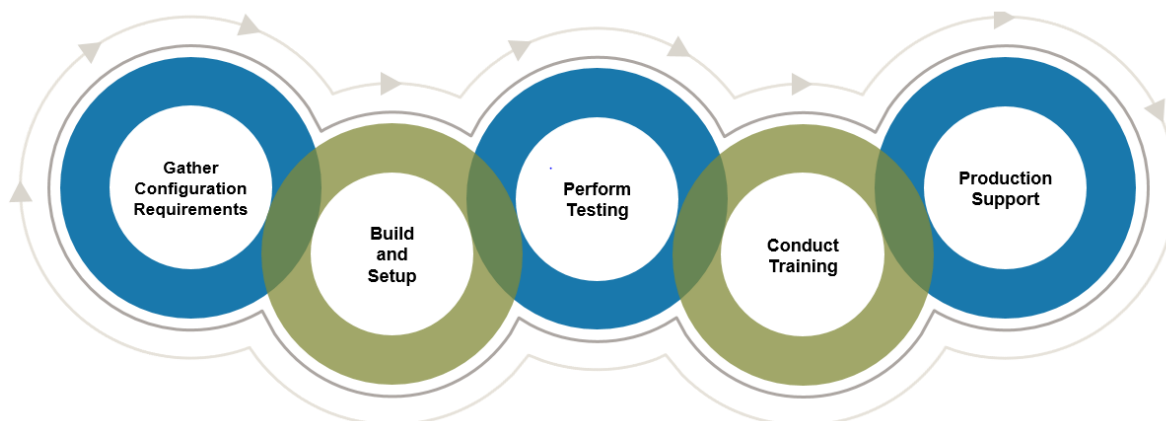 Gather
Configuration
Requirements
Build
and
Setup
Perform
Testing
Conduct
Training
Production
Support